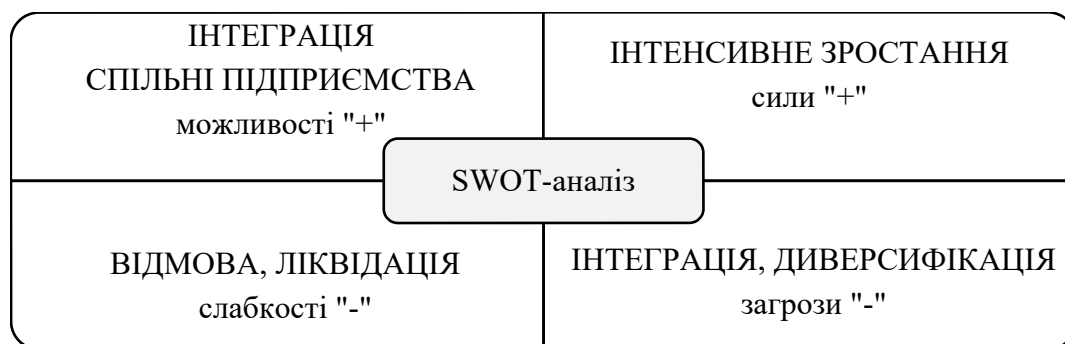 ІНТЕГРАЦІЯ
СПІЛЬНІ ПІДПРИЄМСТВА
можливості "+"
ІНТЕНСИВНЕ ЗРОСТАННЯ
сили "+"
SWOT-аналіз
ВІДМОВА, ЛІКВІДАЦІЯ
слабкості "-"
ІНТЕГРАЦІЯ, ДИВЕРСИФІКАЦІЯ
загрози "-"